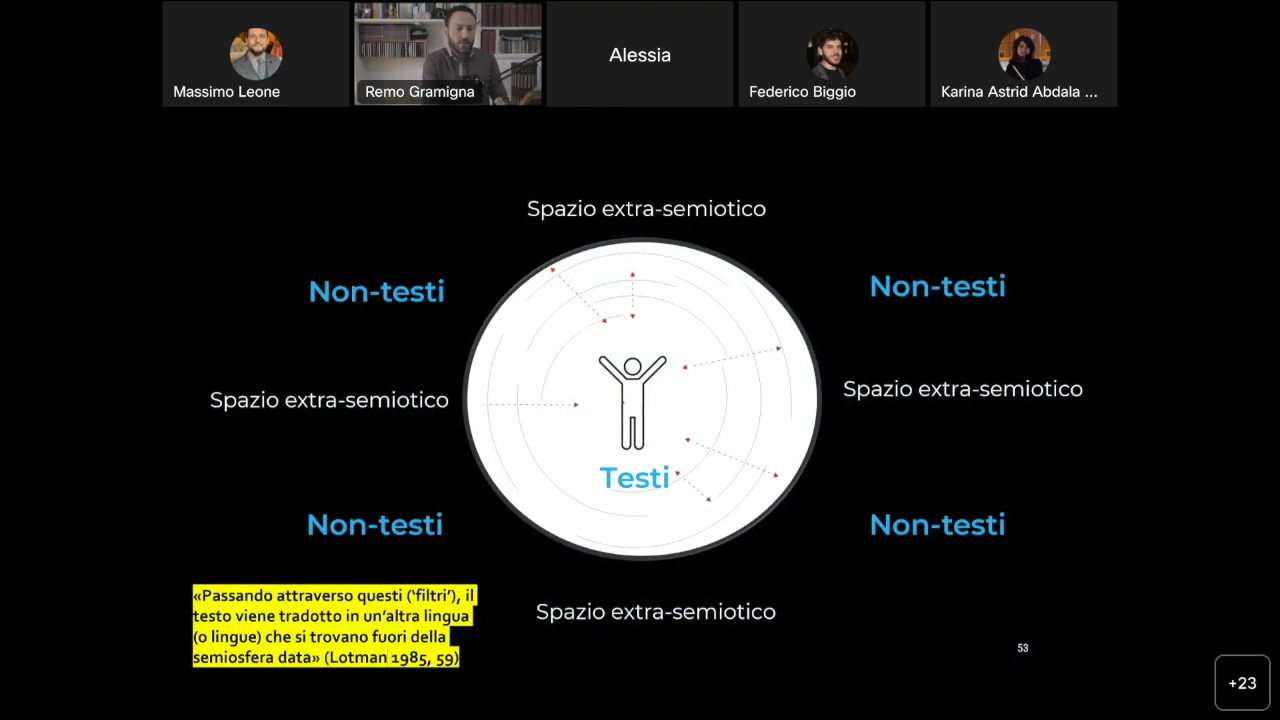 Massimo Leone
Remo Gramigna
Alessia
Federico Biggio
Karina Astrid Abdala ...
Spazio extra-semiotico
Non-testi
Non-testi
Spazio extra-semiotico
Spazio extra-semiotico
Testi
Non-testi
Non-testi
«Passando attraverso questi (‘filtri’), il
testo viene tradotto in un’altra lingua
(o lingue) che si trovano fuori della
semiosfera data» (Lotman 1985, 59)
Spazio extra-semiotico
53
+23